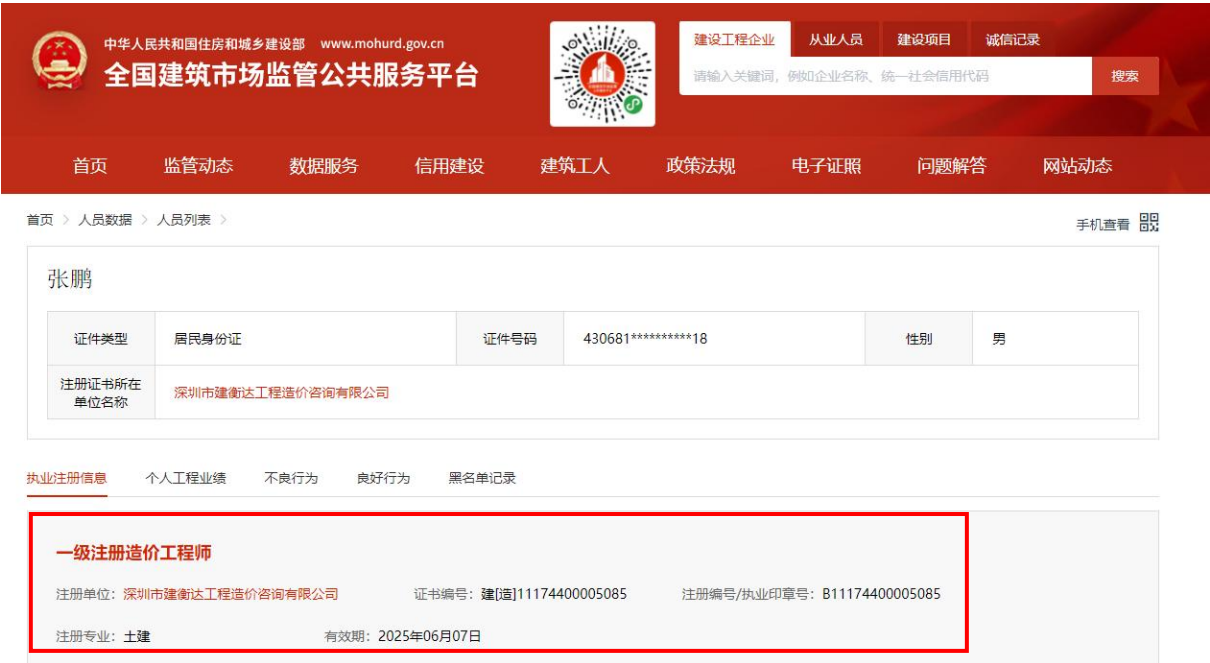 中华人民共和国住房和城乡建设部 www.mohurd.gov.cn
全国建筑市场监管公共服务平台
建设工程企业 从业人员 建设项目 诚信记录
请输入关键词，例如企业名称、统一社会信用代码 搜索
首页 监管动态 数据服务 信用建设 建筑工人 政策法规 电子证照 问题解答 网站动态
首页 > 人员数据 > 人员列表 >
手机查看
张鹏
证件类型 居民身份证 证件号码 430681**********18 性别 男
注册证书所在
单位名称
深圳市建衡达工程造价咨询有限公司
执业注册信息 个人工程业绩 不良行为 良好行为 黑名单记录
一级注册造价工程师
注册单位：深圳市建衡达工程造价咨询有限公司 证书编号：建[造]11174400005085 注册编号/执业印章号：B11174400005085
注册专业：土建 有效期：2025年06月07日